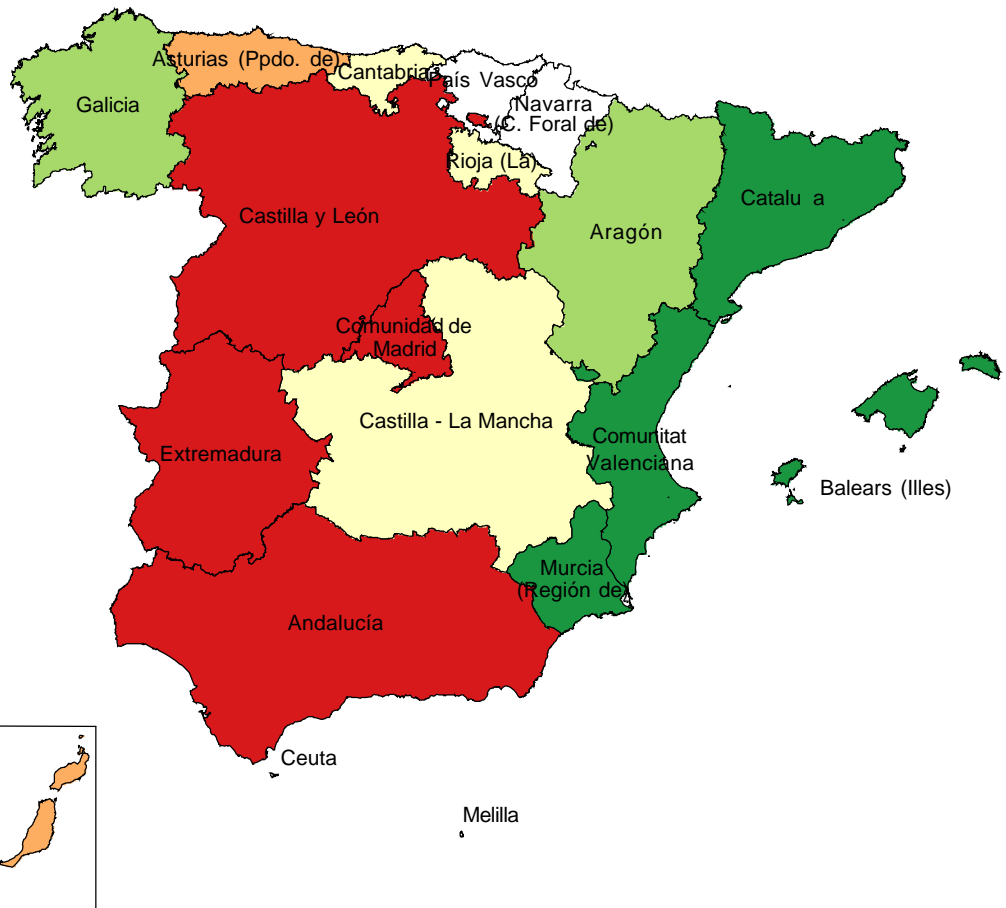 Asturias (Ppdo. de)
Cantabria
País Vasco
Galicia
Navarra
(C. Foral de)
Rioja (La)
Castilla y León
Catalu a
Aragón
Comunidad de
Madrid
Castilla - La Mancha
Comunitat
Valenciana
Extremadura
Balears (Illes)
Murcia
(Región de)
Andalucía
Ceuta
Melilla